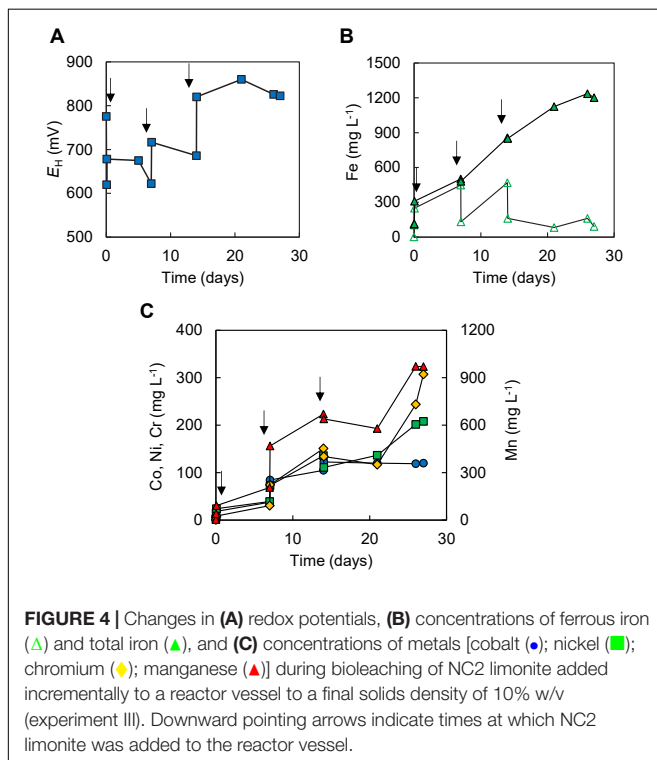 A
900
800
700
600
500
E_H (mV)
0 10 20 30
Time (days)
B
1500
1200
900
600
300
0
Fe (mg L⁻¹)
0 10 20 30
Time (days)
C
400
300
200
100
0
Co, Ni, Cr (mg L⁻¹)
1200
900
600
300
0
Mn (mg L⁻¹)
0 10 20 30
Time (days)
FIGURE 4 | Changes in (A) redox potentials, (B) concentrations of ferrous iron
(△) and total iron (▲), and (C) concentrations of metals [cobalt (●); nickel (■);
chromium (◆); manganese (▲)] during bioleaching of NC2 limonite added
incrementally to a reactor vessel to a final solids density of 10% w/v
(experiment III). Downward pointing arrows indicate times at which NC2
limonite was added to the reactor vessel.